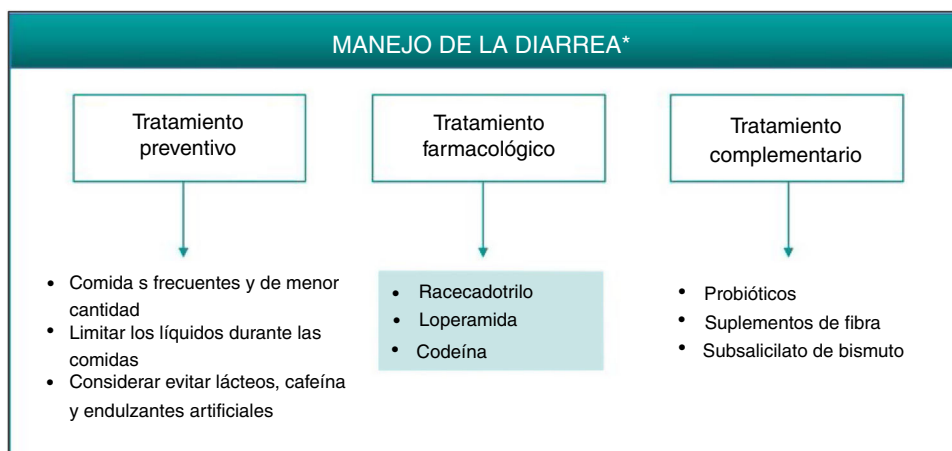 MANEJO DE LA DIARREA*
Tratamiento
preventivo
• Comida s frecuentes y de menor
cantidad
• Limitar los líquidos durante las
comidas
• Considerar evitar lácteos, cafeína
y endulzantes artificiales
Tratamiento
farmacológico
• Racecadotrilo
• Loperamida
• Codeína
Tratamiento
complementario
• Probióticos
• Suplementos de fibra
• Subsalicilato de bismuto